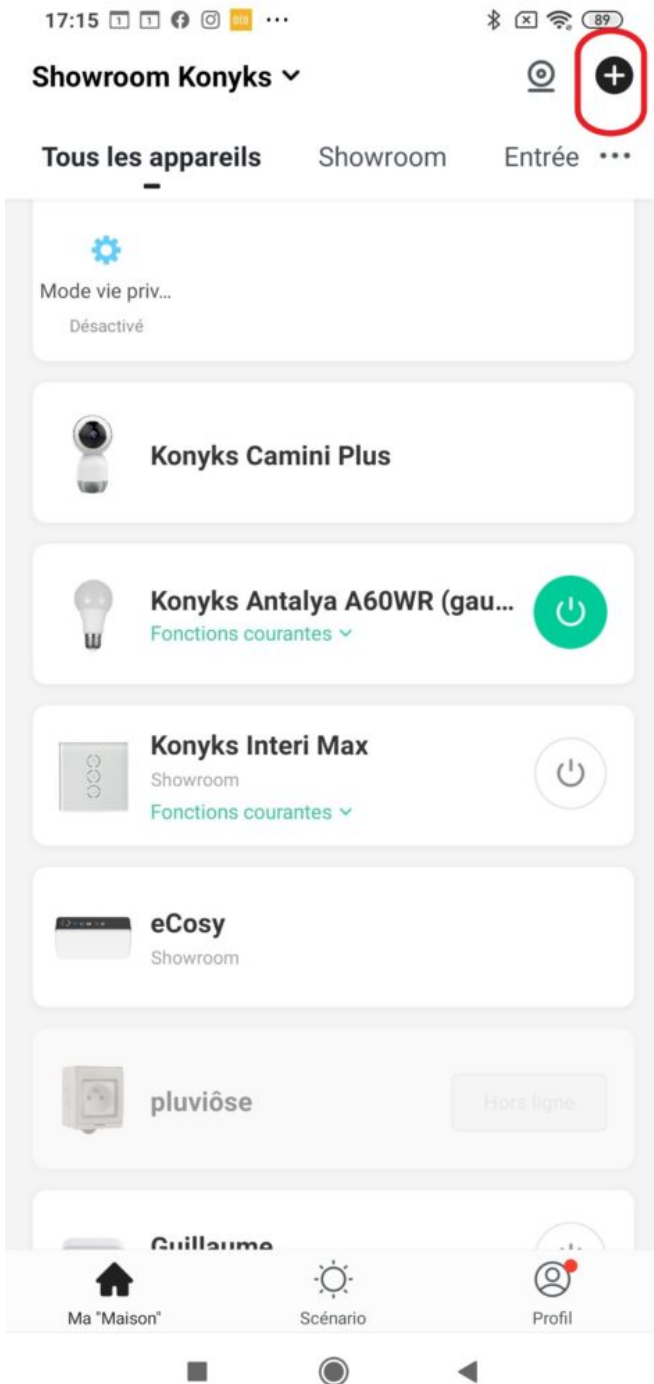 17:15 1 1 ... 89
Showroom Konyks
Tous les appareils Showroom Entrée ...
Mode vie priv...
Désactivé
Konyks Camini Plus
Konyks Antalya A60WR (gau...
Fonctions courantes
Konyks Interi Max
Showroom
Fonctions courantes
eCosy
Showroom
pluviôse Hors ligne
Guillaume
Ma "Maison" Scénario Profil